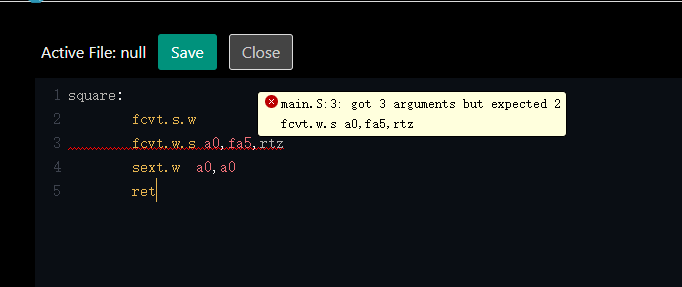 Active File: null Save Close
1 square:
2 fcvt.s.w
3 fcvt.w.s a0,fa5,rtz
4 sext.w a0,a0
5 ret
main.S:3: got 3 arguments but expected 2
fcvt.w.s a0,fa5,rtz